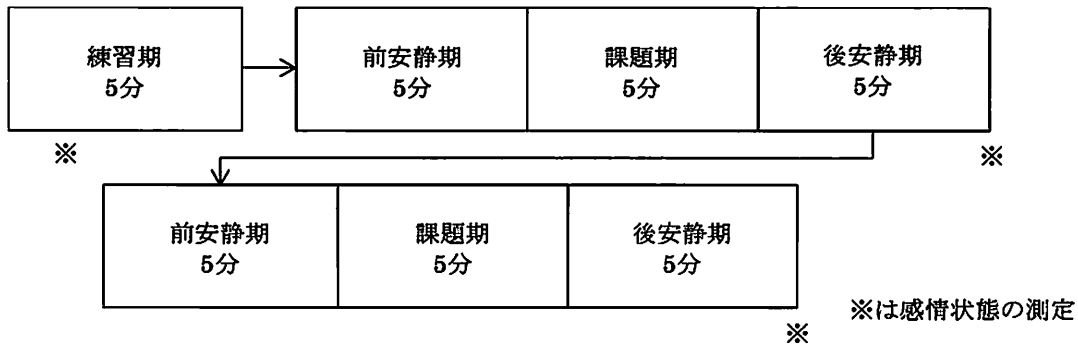 練習期
5分
前安静期
5分
課題期
5分
後安静期
5分
※
※
前安静期
5分
課題期
5分
後安静期
5分
※は感情状態の測定
※